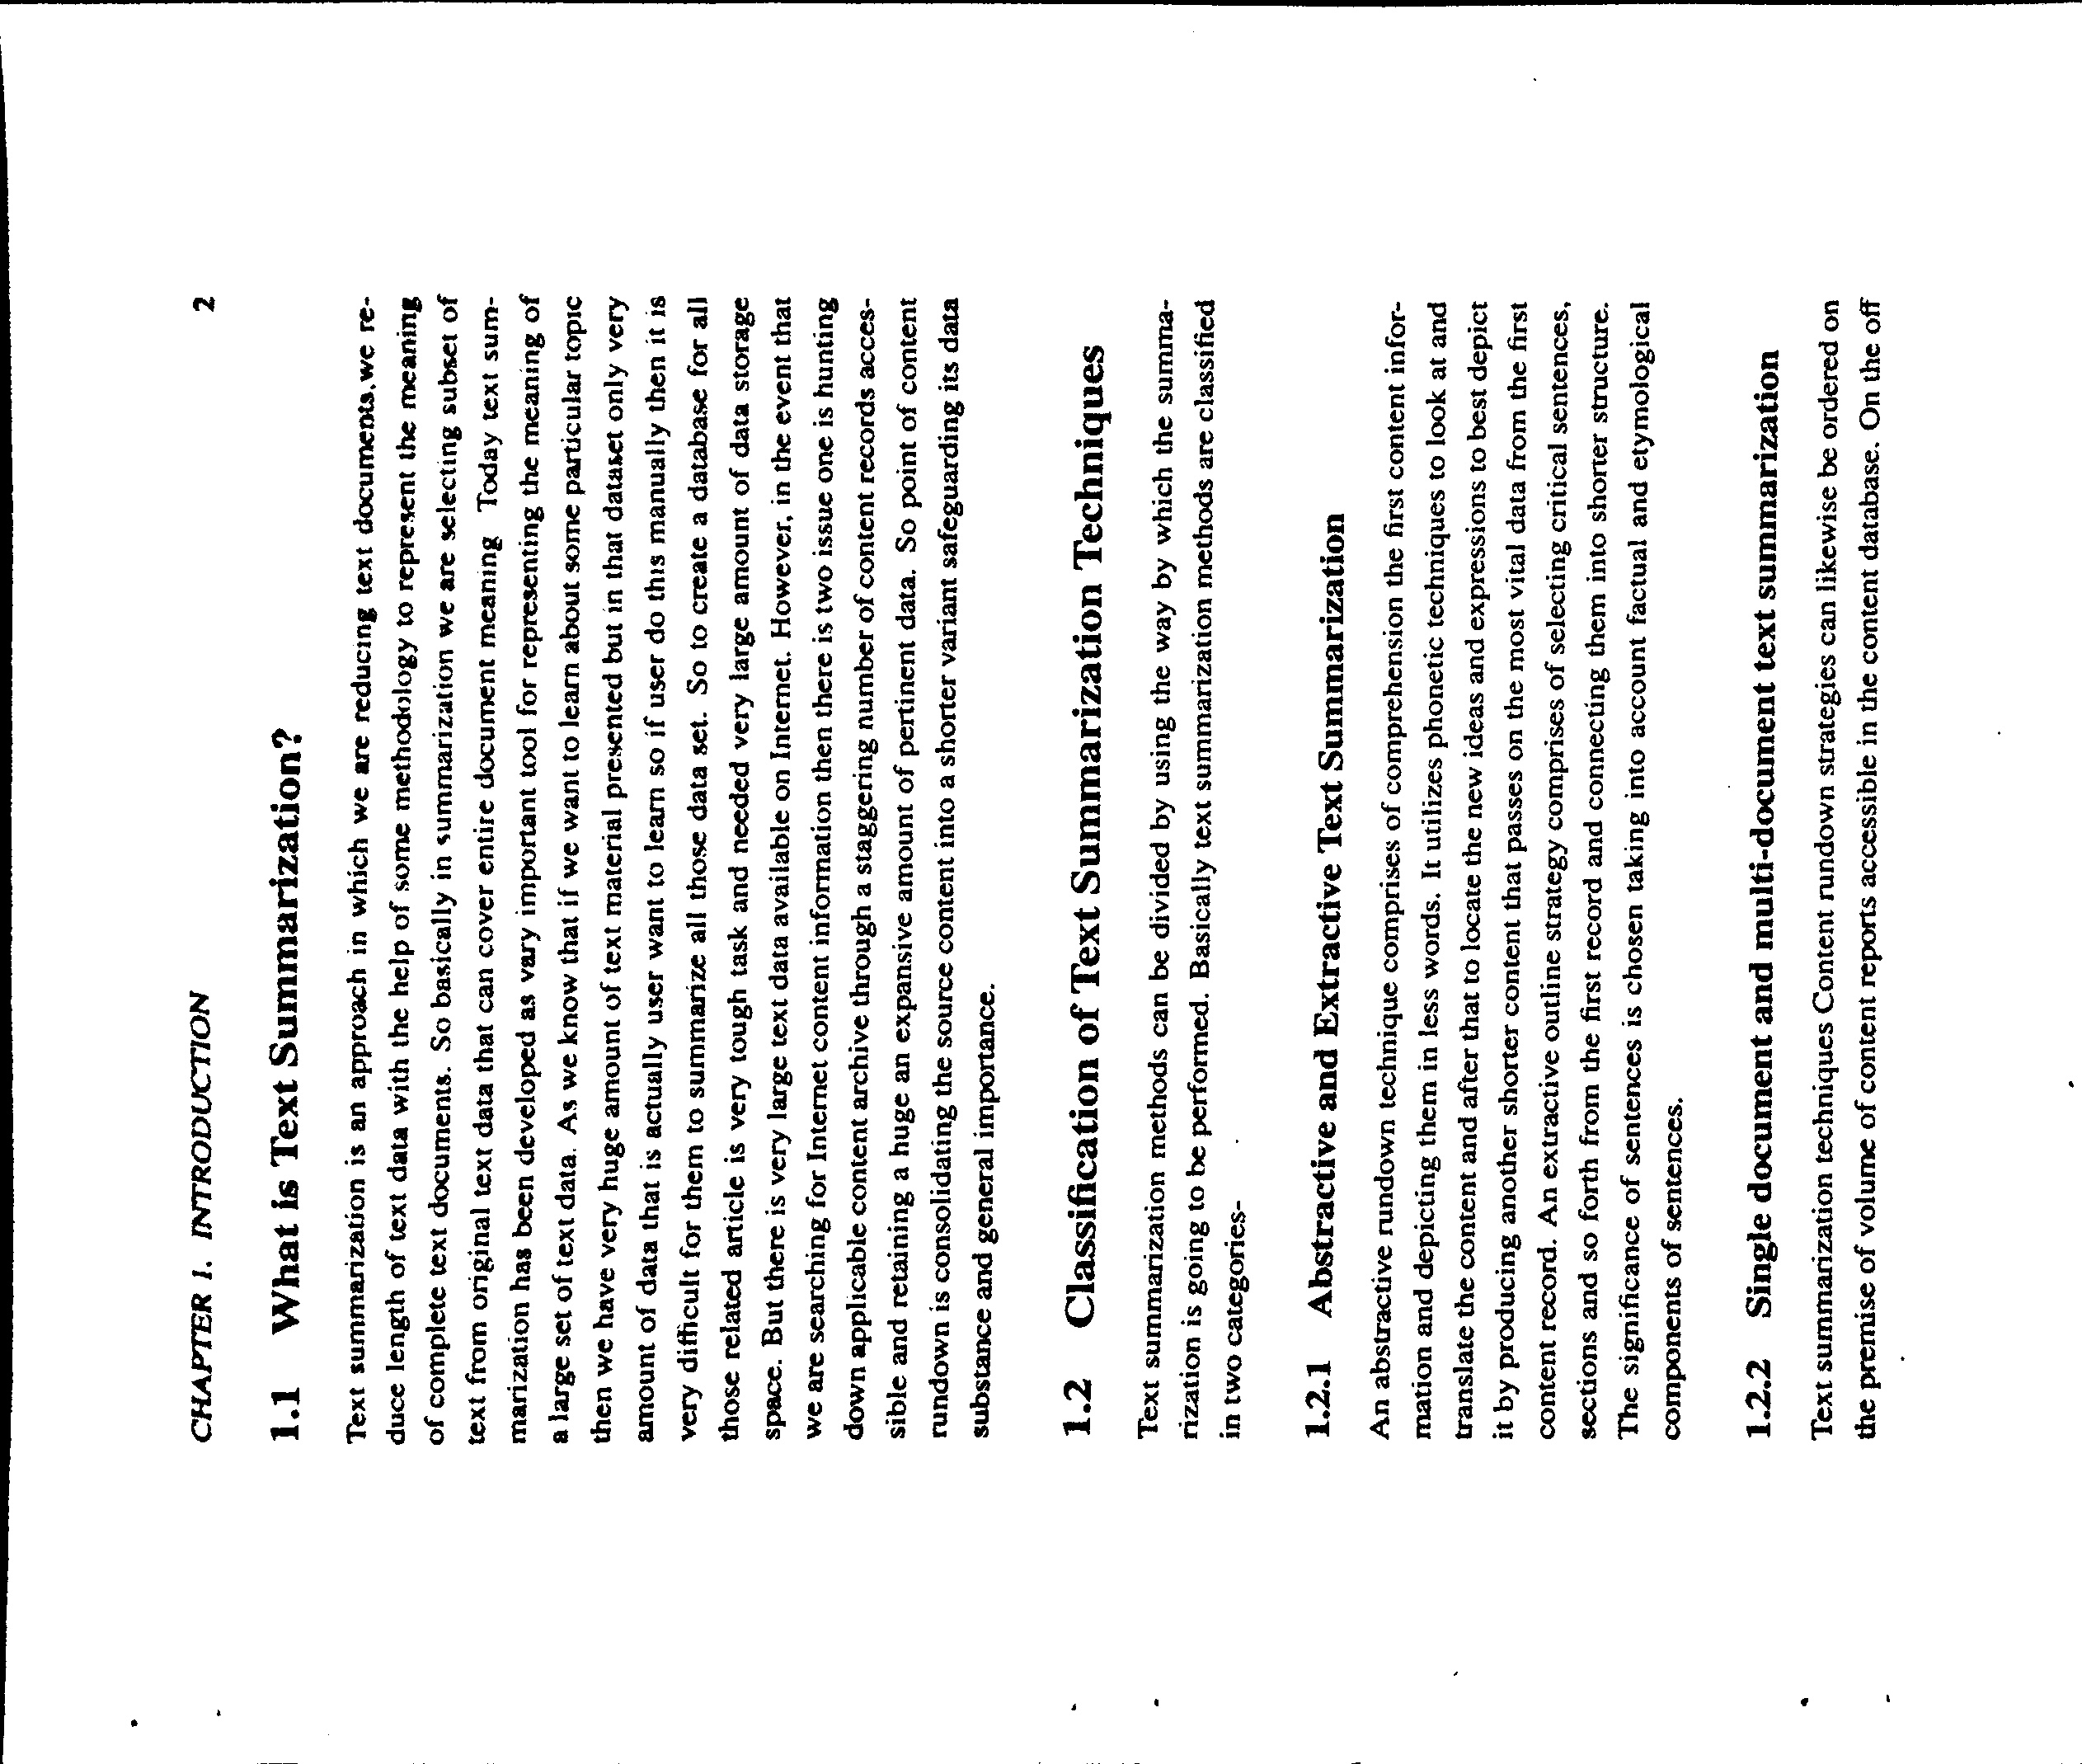 CHAPTER 1. INTRODUCTION 2
1.1 What is Text Summarization?
Text summarization is an approach in which we are reducing text documents,we re-
duce length of text data with the help of some methodology to represent the meaning
of complete text documents. So basically in summarization we are selecting subset of
text from original text data that can cover entire document meaning Today text sum-
marization has been developed as vary important tool for representing the meaning of
a large set of text data. As we know that if we want to learn about some particular topic
then we have very huge amount of text material presented but in that dataset only very
amount of data that is actually user want to learn so if user do this manually then it is
very difficult for them to summarize all those data set. So to create a database for all
those related article is very tough task and needed very large amount of data storage
space. But there is very large text data available on Internet. However, in the event that
we are searching for Internet content information then there is two issue one is hunting
down applicable content archive through a staggering number of content records acces-
sible and retaining a huge an expansive amount of pertinent data. So point of content
rundown is consolidating the source content into a shorter variant safeguarding its data
substance and general importance.
1.2 Classification of Text Summarization Techniques
Text summarization methods can be divided by using the way by which the summa-
rization is going to be performed. Basically text summarization methods are classified
in two categories-
1.2.1 Abstractive and Extractive Text Summarization
An abstractive rundown technique comprises of comprehension the first content infor-
mation and depicting them in less words. It utilizes phonetic techniques to look at and
translate the content and after that to locate the new ideas and expressions to best depict
it by producing another shorter content that passes on the most vital data from the first
content record. An extractive outline strategy comprises of selecting critical sentences,
sections and so forth from the first record and connecting them into shorter structure.
The significance of sentences is chosen taking into account factual and etymological
components of sentences.
1.2.2 Single document and multi-document text summarization
Text summarization techniques Content rundown strategies can likewise be ordered on
the premise of volume of content reports accessible in the content database. On the off